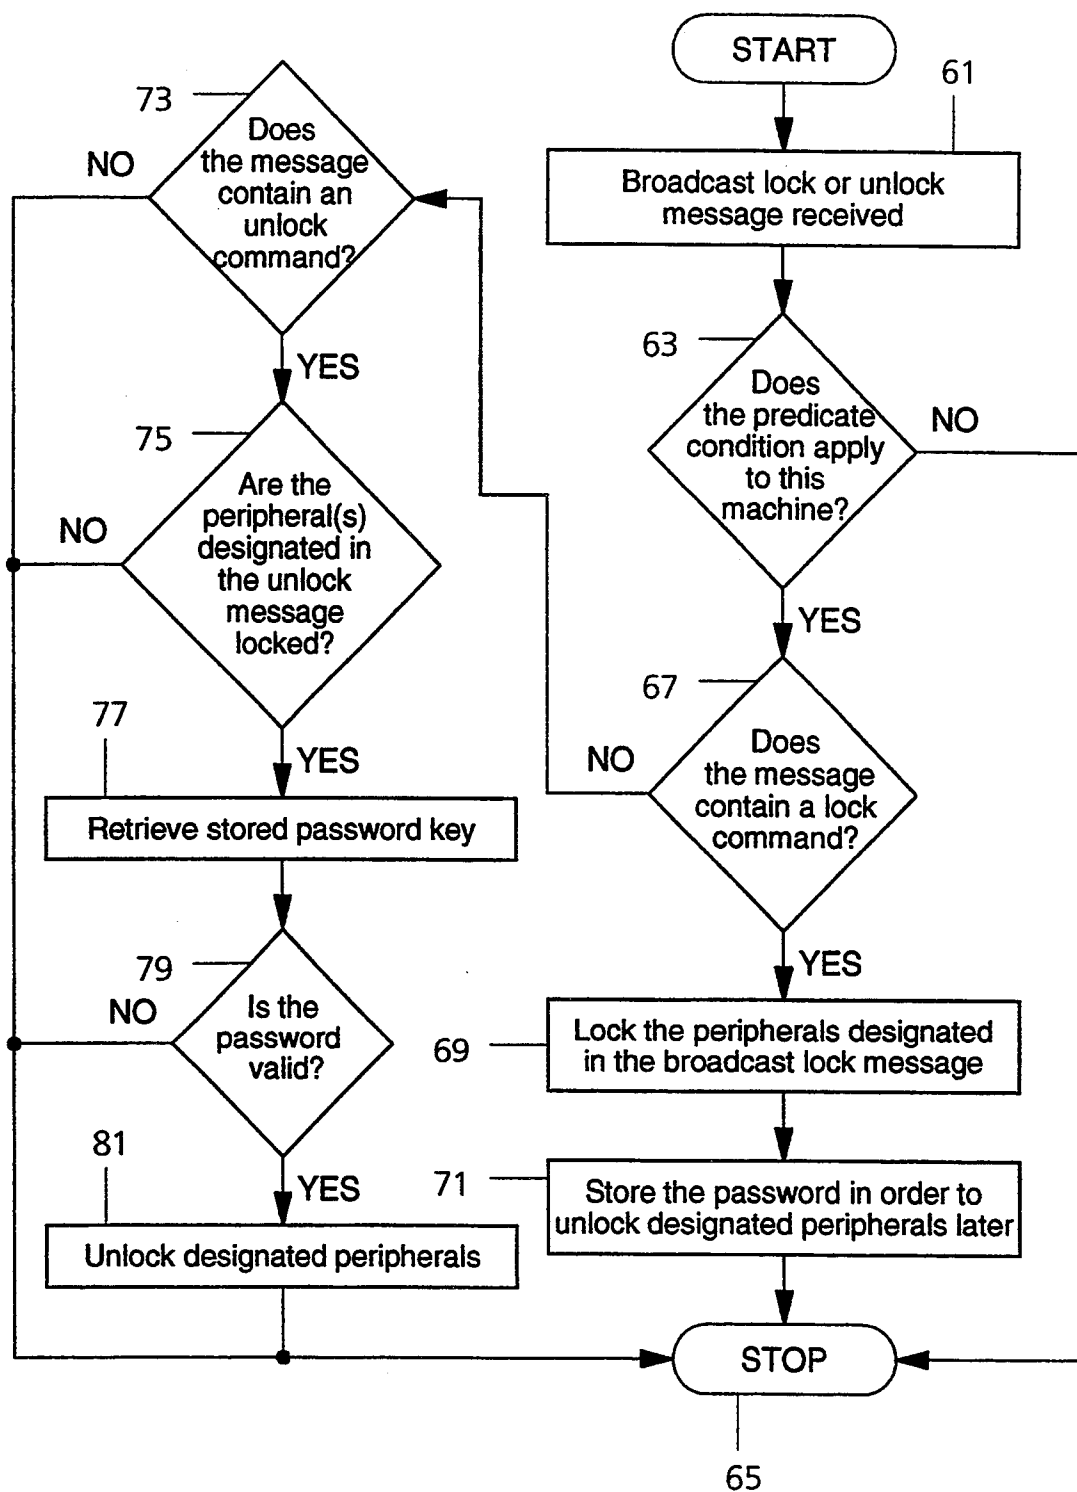 START
61
Broadcast lock or unlock
message received
63
Does
the predicate
condition apply
to this
machine?
NO
YES
67
Does
the message
contain a lock
command?
NO
YES
69
Lock the peripherals designated
in the broadcast lock message
71
Store the password in order to
unlock designated peripherals later
STOP
65
73
Does
the message
contain an
unlock
command?
NO
YES
75
Are the
peripheral(s)
designated in
the unlock
message
locked?
NO
YES
77
Retrieve stored password key
79
Is the
password
valid?
NO
YES
81
Unlock designated peripherals